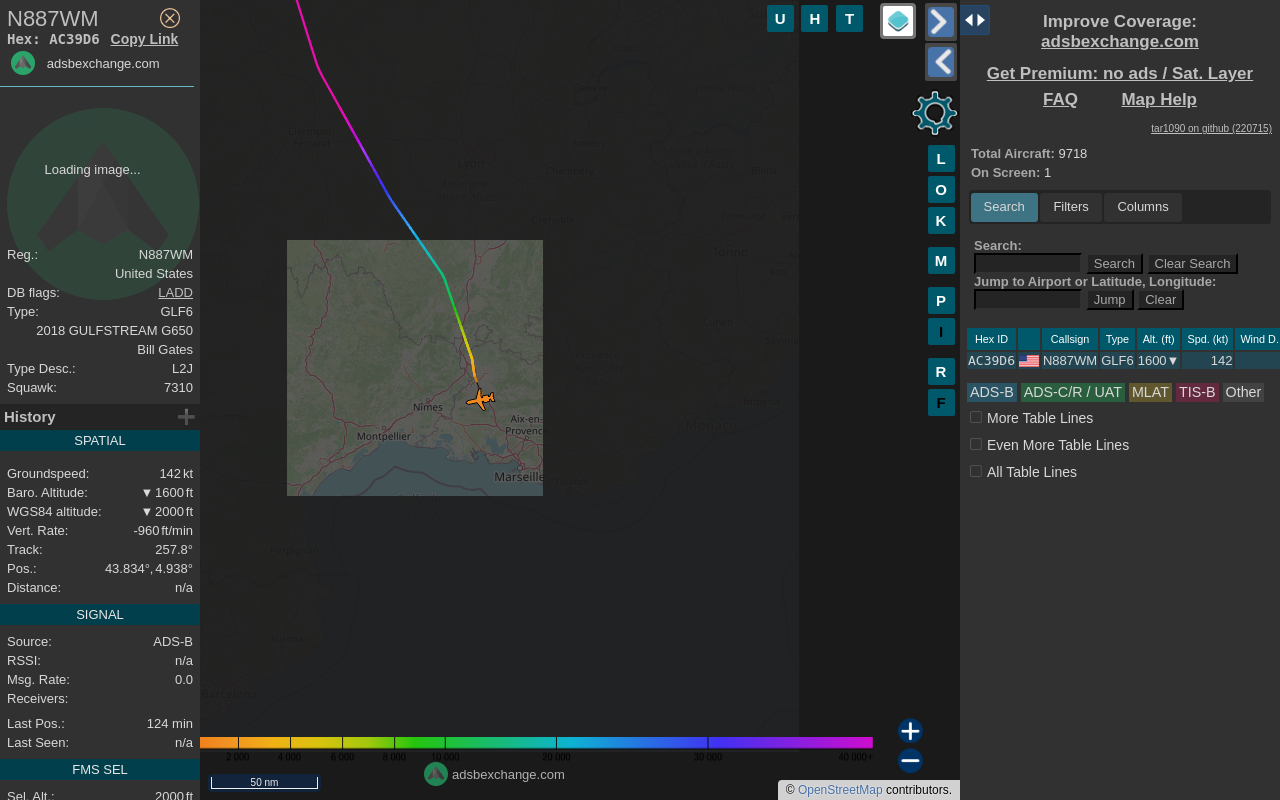 N887WM
Hex: AC39D6 Copy Link
adsbexchange.com
Loading image...
Reg.: N887WM
United States
DB flags: LADD
Type: GLF6
2018 GULFSTREAM G650
Bill Gates
Type Desc.: L2J
Squawk: 7310
History
SPATIAL
Groundspeed: 142 kt
Baro. Altitude: ▼ 1600 ft
WGS84 altitude: ▼ 2000 ft
Vert. Rate: -960 ft/min
Track: 257.8°
Pos.: 43.834°, 4.938°
Distance: n/a
SIGNAL
Source: ADS-B
RSSI: n/a
Msg. Rate: 0.0
Receivers:
Last Pos.: 124 min
Last Seen: n/a
FMS SEL
Sel. Alt.: 2000 ft
U H T
L
O
K
M
P
I
R
F
Lyon
Chambéry
Grenoble
Torino
Nîmes
Aix-en-
Provence
Montpellier
Marseille
Monaco
Perpignan
Barcelona
2 000 4 000 6 000 8 000 10 000 20 000 30 000 40 000+
adsbexchange.com
50 nm
© OpenStreetMap contributors.
Improve Coverage:
adsbexchange.com
Get Premium: no ads / Sat. Layer
FAQ Map Help
tar1090 on github (220715)
Total Aircraft: 9718
On Screen: 1
Search Filters Columns
Search:
Search Clear Search
Jump to Airport or Latitude, Longitude:
Jump Clear
Hex ID Callsign Type Alt. (ft) Spd. (kt) Wind D.
AC39D6 N887WM GLF6 1600▼ 142
ADS-B ADS-C/R / UAT MLAT TIS-B Other
More Table Lines
Even More Table Lines
All Table Lines